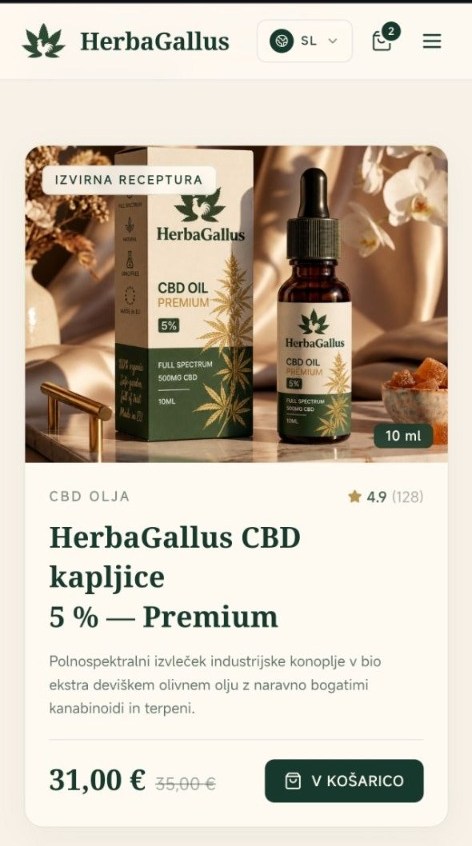 HerbaGallus
SL
2
IZVIRNA RECEPTURA
HerbaGallus
CBD OIL
PREMIUM
5%
FULL SPECTRUM
500MG CBD
10ML
HerbaGallus
CBD OIL
PREMIUM
5%
FULL SPECTRUM
500MG CBD
10ML
10 ml
CBD OLJA
4.9 (128)
HerbaGallus CBD
kapljice
5 % — Premium
Polnospektralni izvleček industrijske konoplje v bio
ekstra deviškem olivnem olju z naravno bogatimi
kanabinoidi in terpeni.
31,00 € 35,00 €
V KOŠARICO